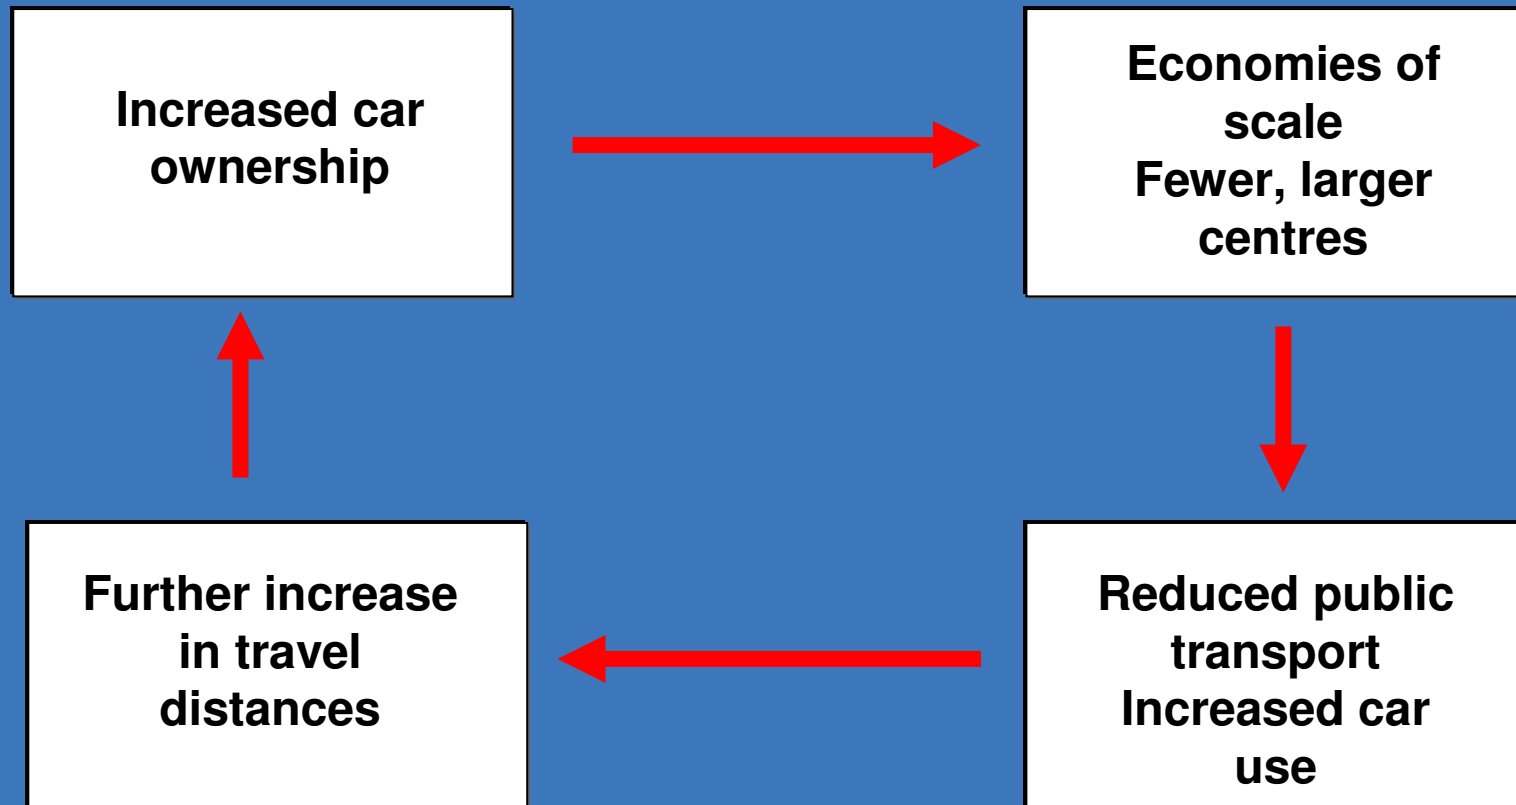 Increased car
ownership
Economies of
scale
Fewer, larger
centres
Reduced public
transport
Increased car
use
Further increase
in travel
distances